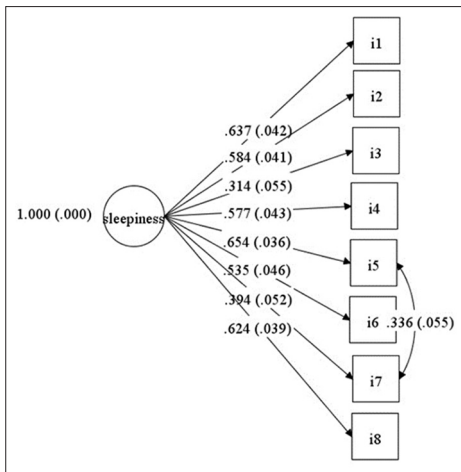 i1
i2
.637 (.042)
.584 (.041)
i3
.314 (.055)
1.000 (.000)
sleepiness
.577 (.043)
i4
.654 (.036)
i5
.535 (.046)
.394 (.052)
i6
.336 (.055)
.624 (.039)
i7
i8